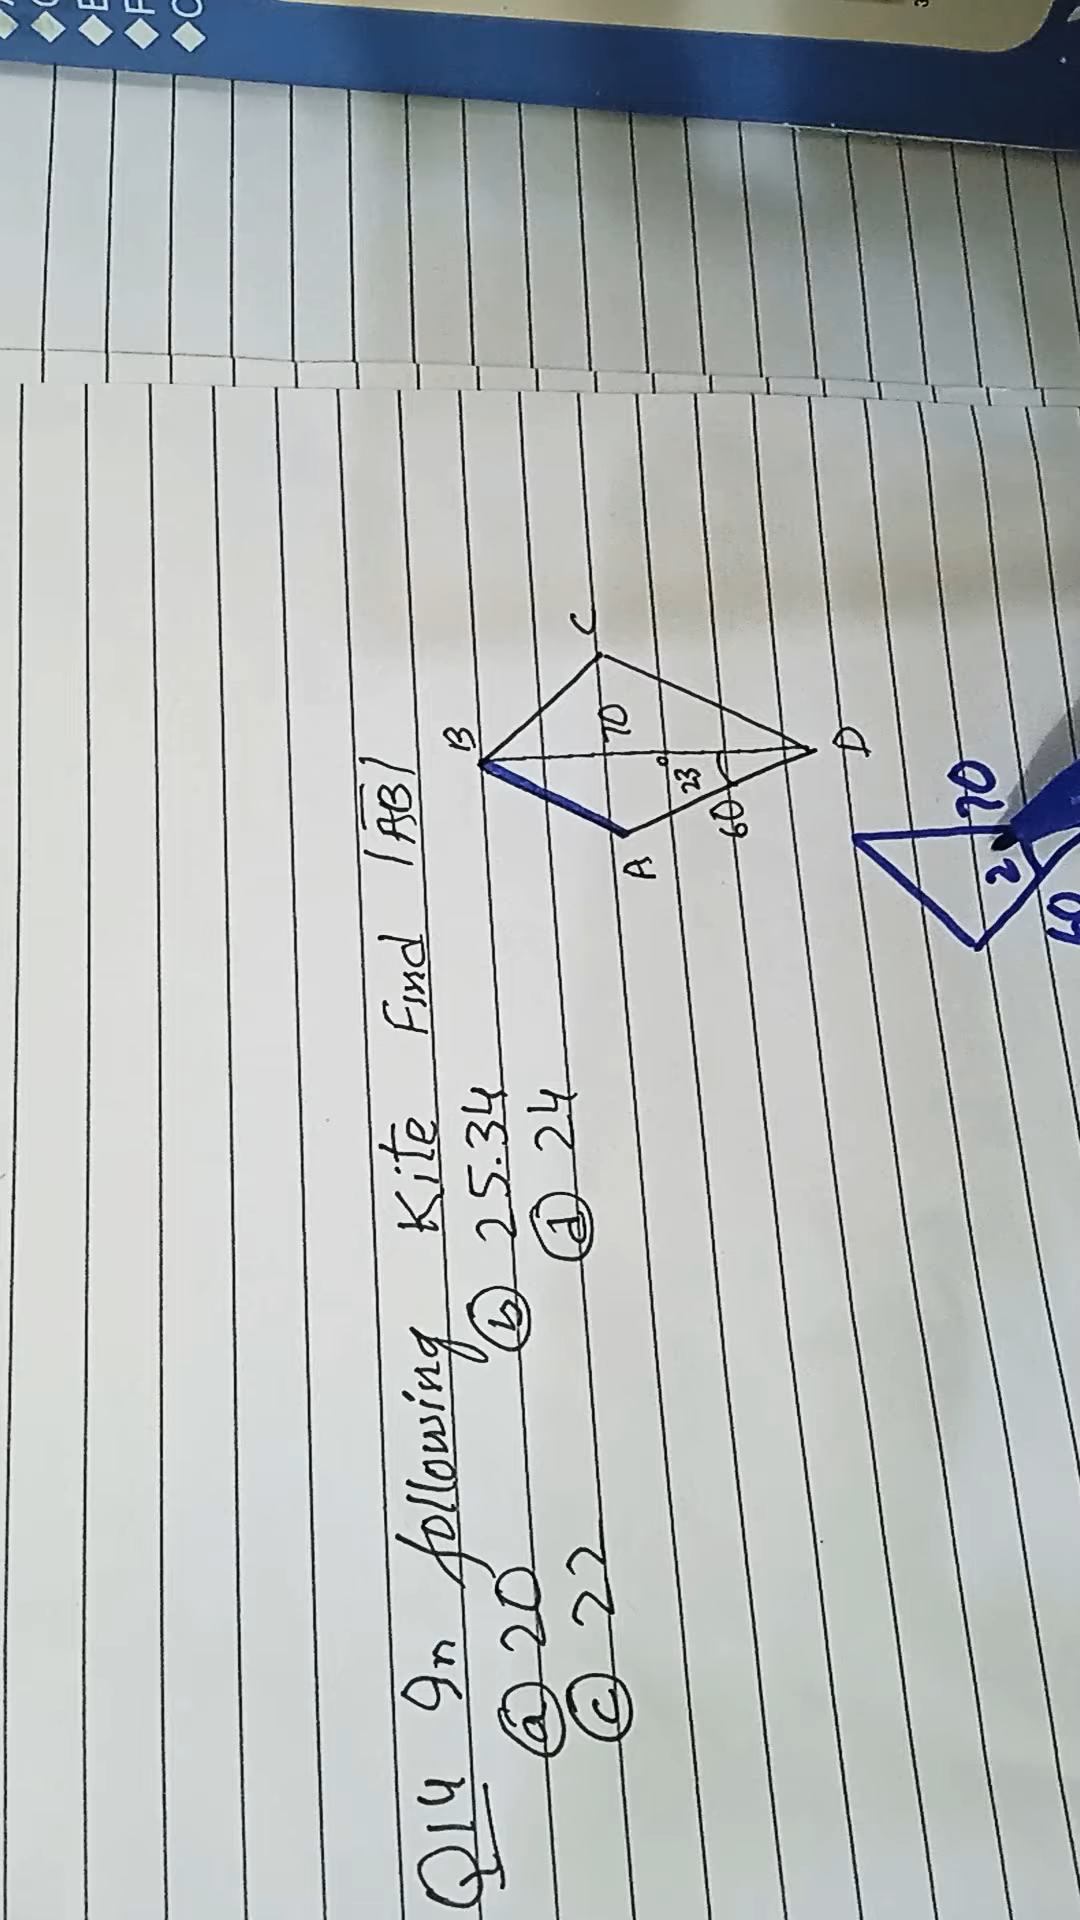 Q14 In following Kite Find |AB|
a 20 b 25.34
c 22 d 24
B
C
70
23°
60
A
D
70
2
60